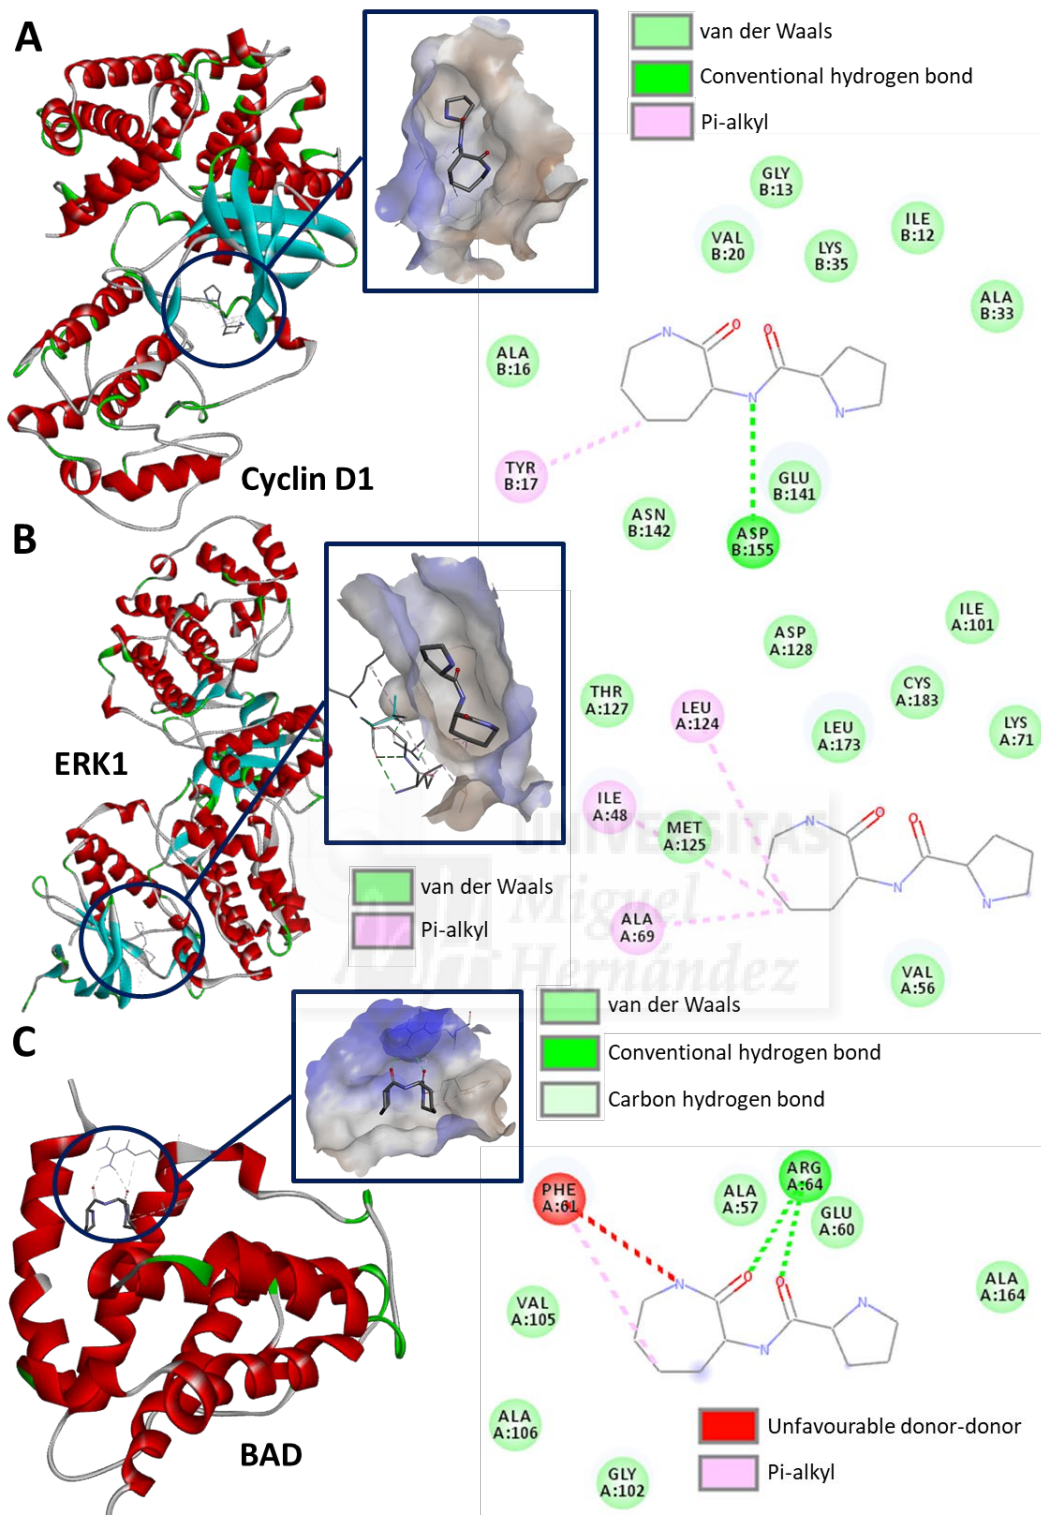 A
van der Waals
Conventional hydrogen bond
Pi-alkyl
GLY
B:13
ILE
B:12
VAL
B:20
LYS
B:35
ALA
B:33
ALA
B:16
N
O
O
N
N
TYR
B:17
GLU
B:141
ASN
B:142
ASP
B:155
Cyclin D1
B
ASP
A:128
ILE
A:101
THR
A:127
LEU
A:124
CYS
A:183
LEU
A:173
LYS
A:71
ILE
A:48
MET
A:125
N
O
O
N
N
ALA
A:69
VAL
A:56
ERK1
van der Waals
Pi-alkyl
UNIVERSITAS
Miguel
Hernández
C
van der Waals
Conventional hydrogen bond
Carbon hydrogen bond
PHE
A:61
ALA
A:57
ARG
A:64
GLU
A:60
ALA
A:164
VAL
A:105
N
O
O
N
N
ALA
A:106
GLY
A:102
Unfavourable donor-donor
Pi-alkyl
BAD